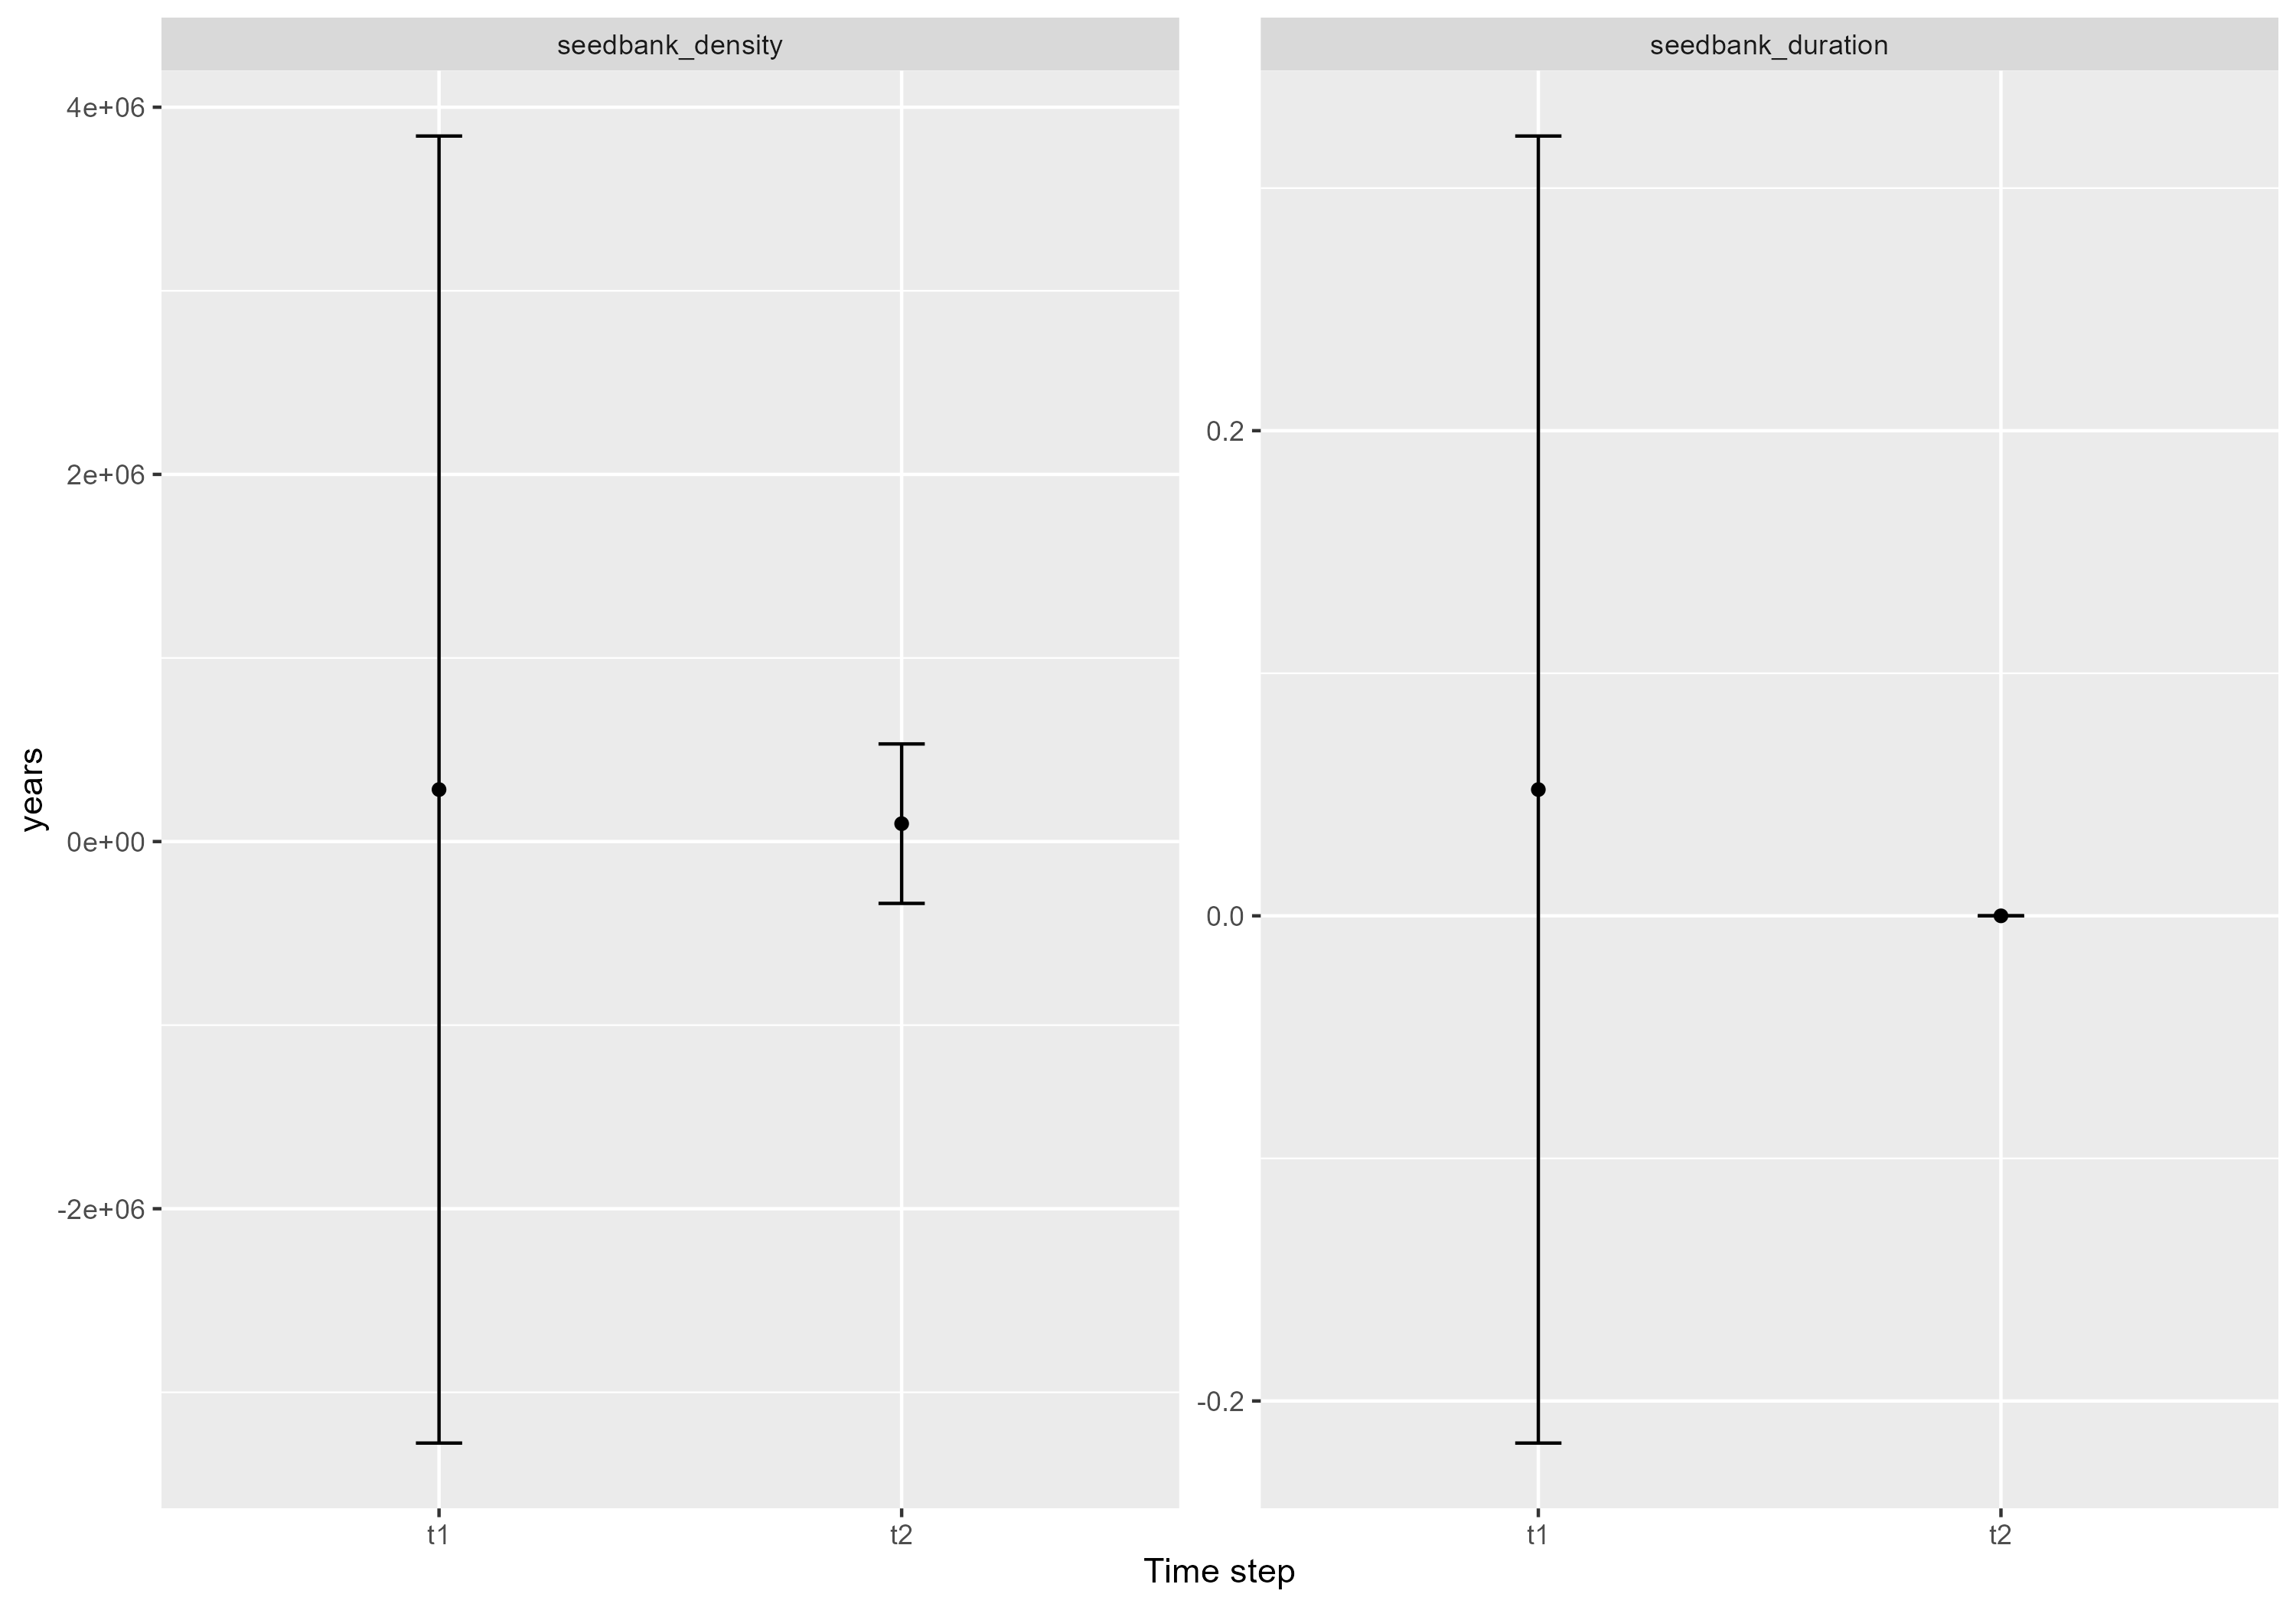 seedbank_density
seedbank_duration
4e+06
2e+06
0e+00
-2e+06
0.2
0.0
-0.2
years
t1
t2
t1
t2
Time step